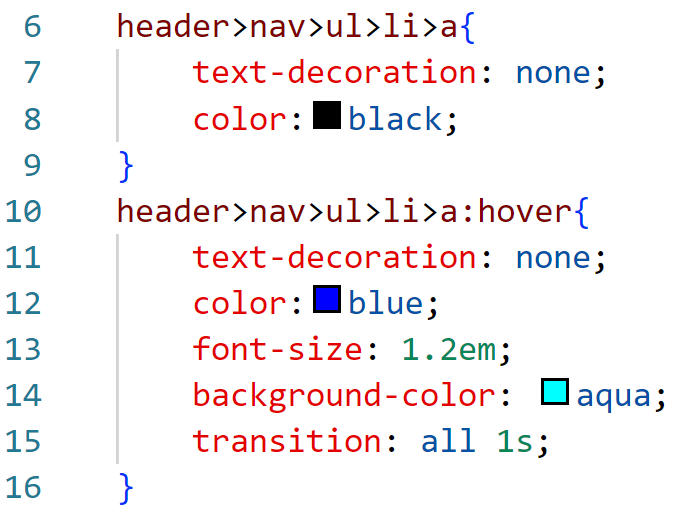 6 header>nav>ul>li>a{
7 text-decoration: none;
8 color:black;
9 }
10 header>nav>ul>li>a:hover{
11 text-decoration: none;
12 color:blue;
13 font-size: 1.2em;
14 background-color: aqua;
15 transition: all 1s;
16 }